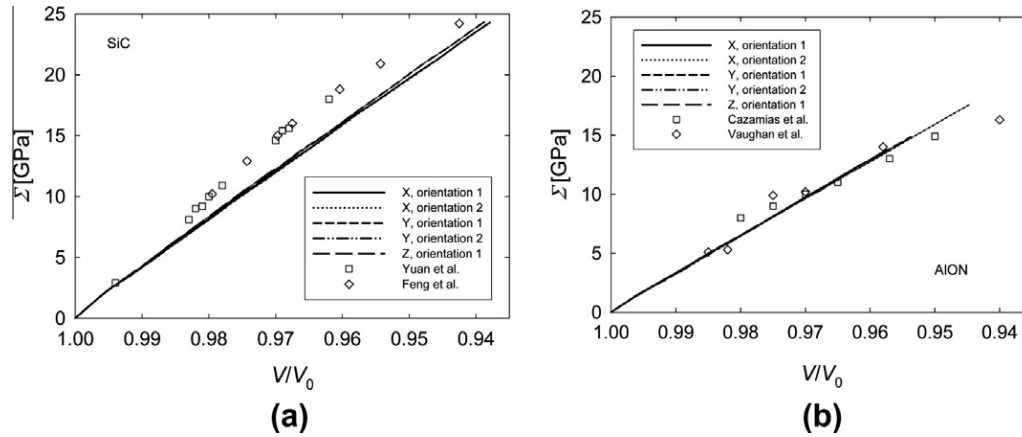 25
20
15
10
5
0
Σ [GPa]
SiC
X, orientation 1
X, orientation 2
Y, orientation 1
Y, orientation 2
Z, orientation 1
Yuan et al.
Feng et al.
1.00 0.99 0.98 0.97 0.96 0.95 0.94
V/V0
(a)
25
20
15
10
5
0
Σ [GPa]
X, orientation 1
X, orientation 2
Y, orientation 1
Y, orientation 2
Z, orientation 1
Cazamias et al.
Vaughan et al.
AlON
1.00 0.99 0.98 0.97 0.96 0.95 0.94
V/V0
(b)